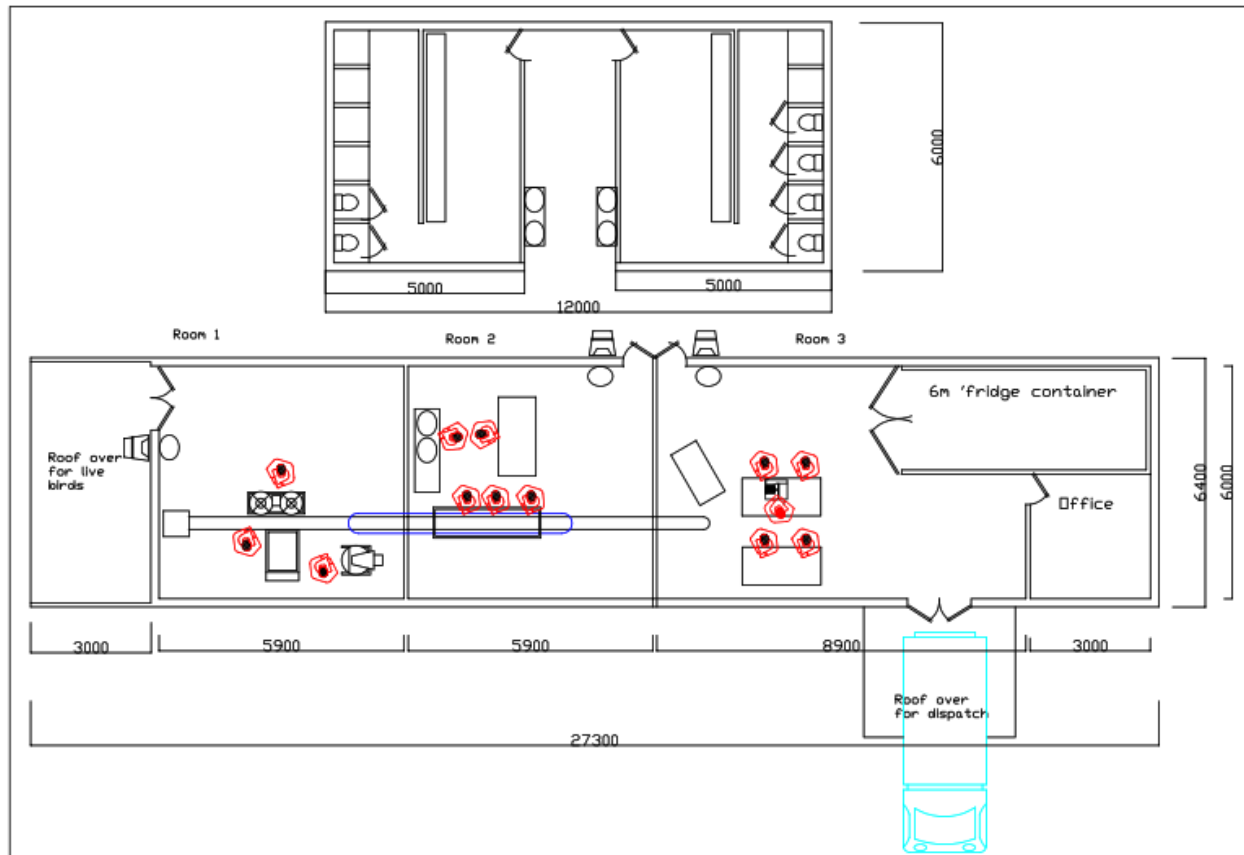 6000
5000
5000
12000
Room 1
Room 2
Room 3
6m 'fridge container
Roof over
for live
birds
Office
6400
6000
3000
5900
5900
8900
3000
Roof over
for dispatch
27300